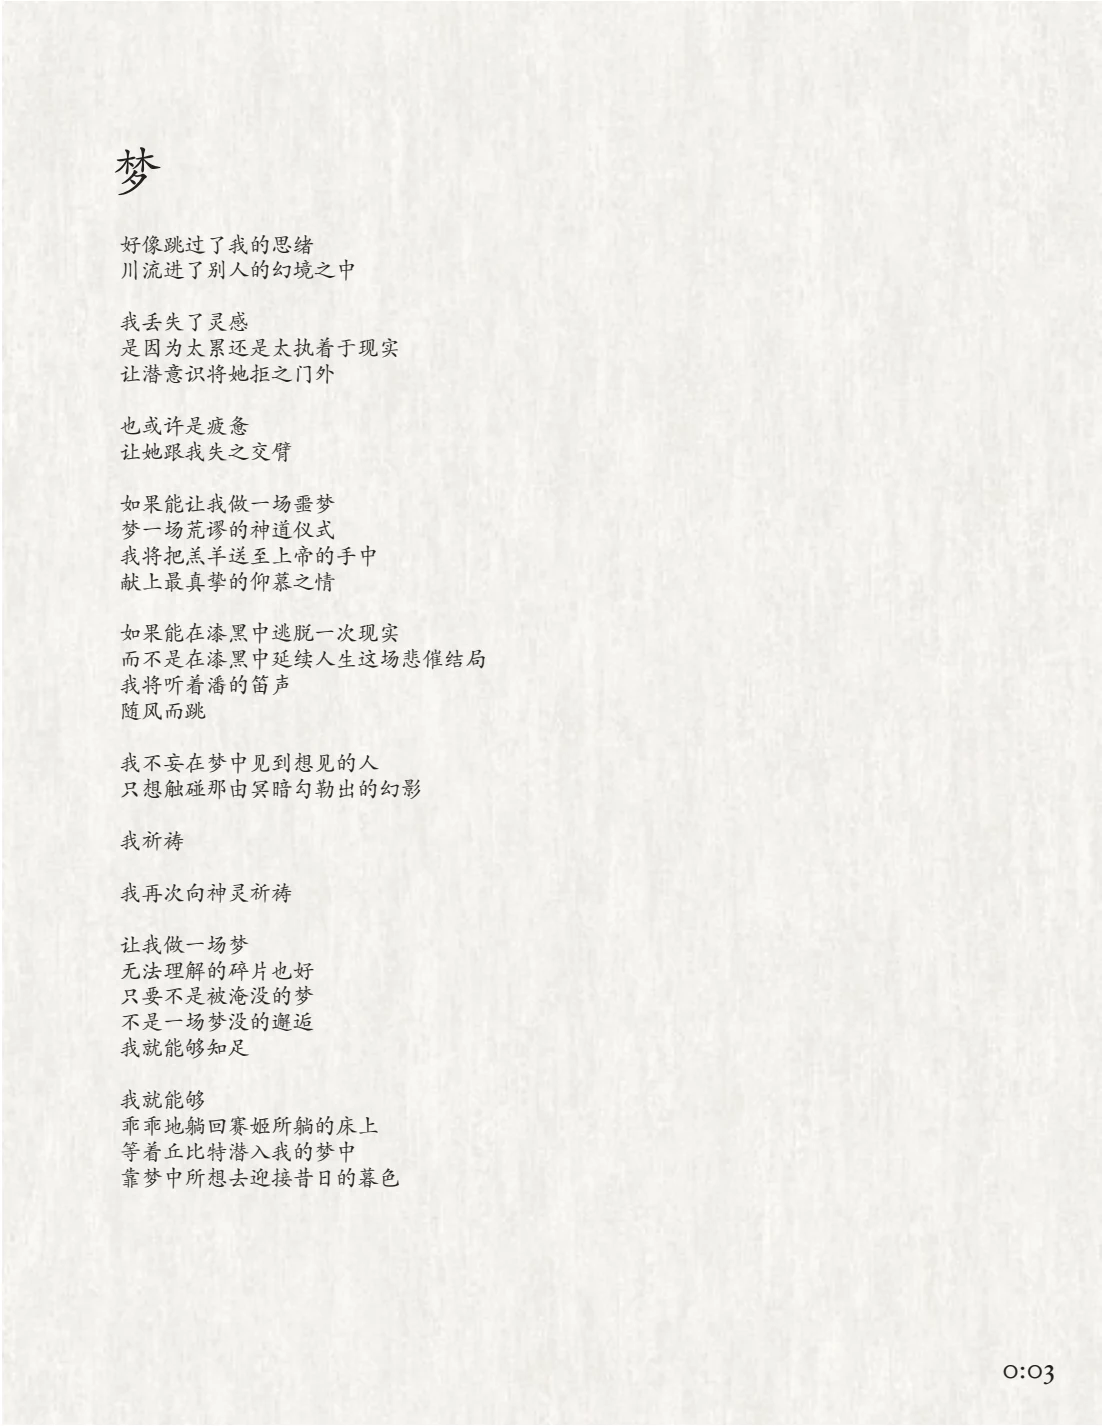 梦
好像跳过了我的思绪
川流进了别人的幻境之中
我丢失了灵感
是因为太累还是太执着于现实
让潜意识将她拒之门外
也或许是疲惫
让她跟我失之交臂
如果能让我做一场噩梦
梦一场荒谬的神道仪式
我将把羔羊送至上帝的手中
献上最真挚的仰慕之情
如果能在漆黑中逃脱一次现实
而不是在漆黑中延续人生这场悲催结局
我将听着潘的笛声
随风而跳
我不妄在梦中见到想见的人
只想触碰那由冥暗勾勒出的幻影
我祈祷
我再次向神灵祈祷
让我做一场梦
无法理解的碎片也好
只要不是被淹没的梦
不是一场梦没的邂逅
我就能够知足
我就能够
乖乖地躺回赛姬所躺的床上
等着丘比特潜入我的梦中
靠梦中所想去迎接昔日的暮色
0:03